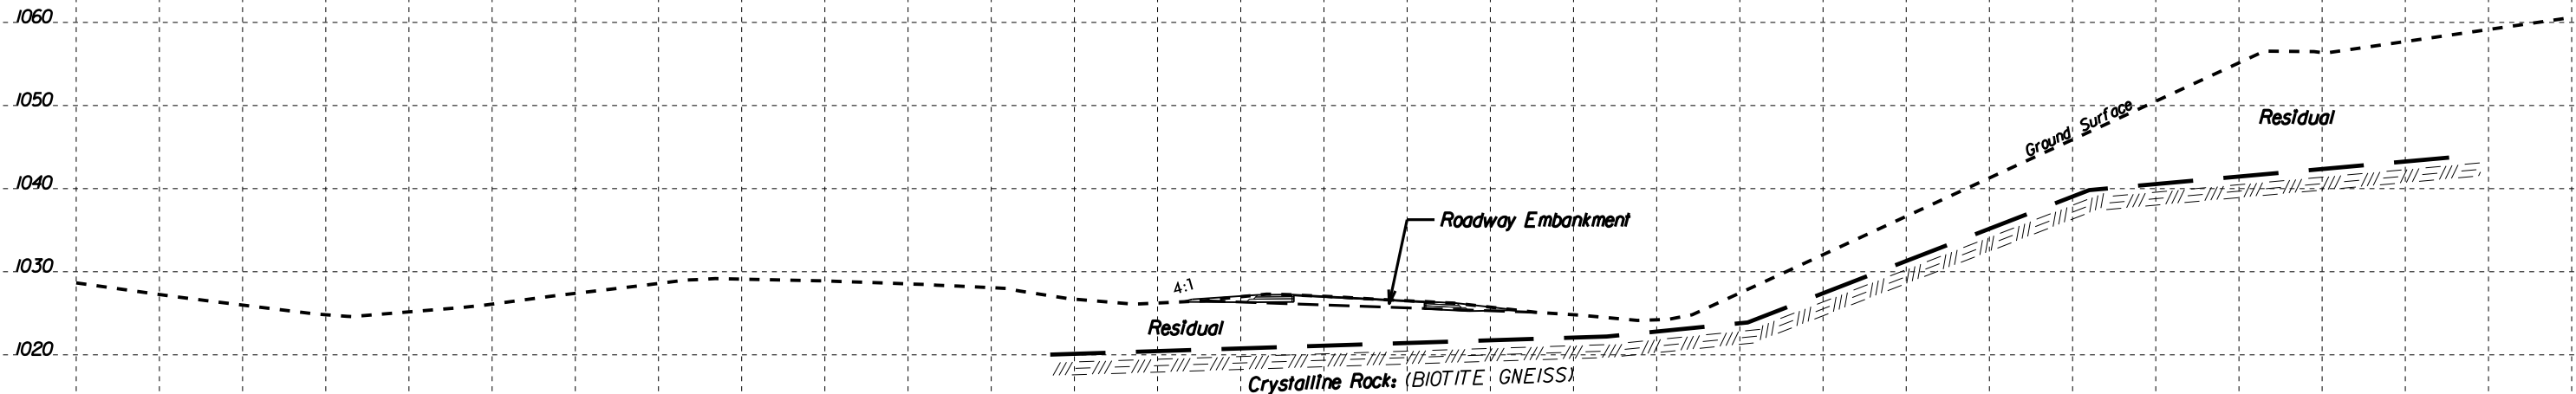 1060
1050
Ground Surface
Residual
1040
Roadway Embankment
1030
4:1
Residual
1020
Crystalline Rock: (BIOTITE GNEISS)